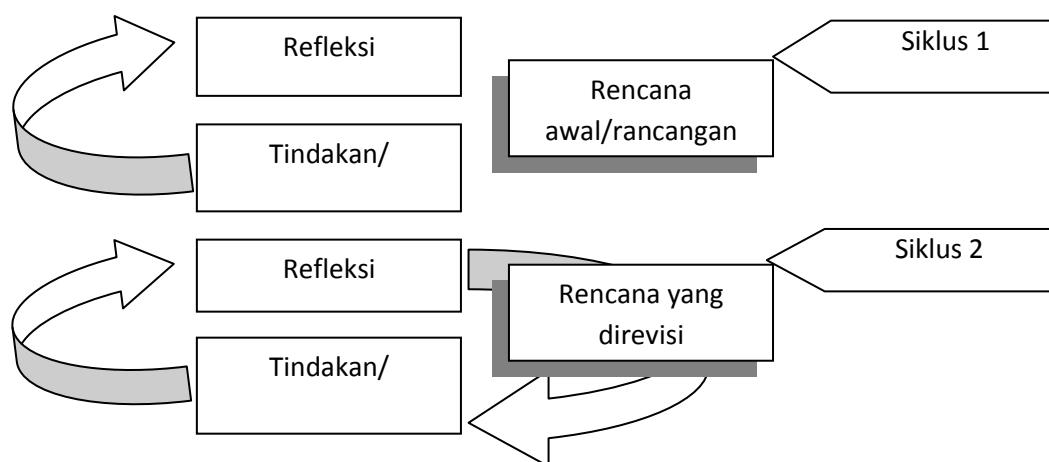 Refleksi
Rencana
awal/rancangan
Siklus 1
Tindakan/
Refleksi
Rencana yang
direvisi
Siklus 2
Tindakan/